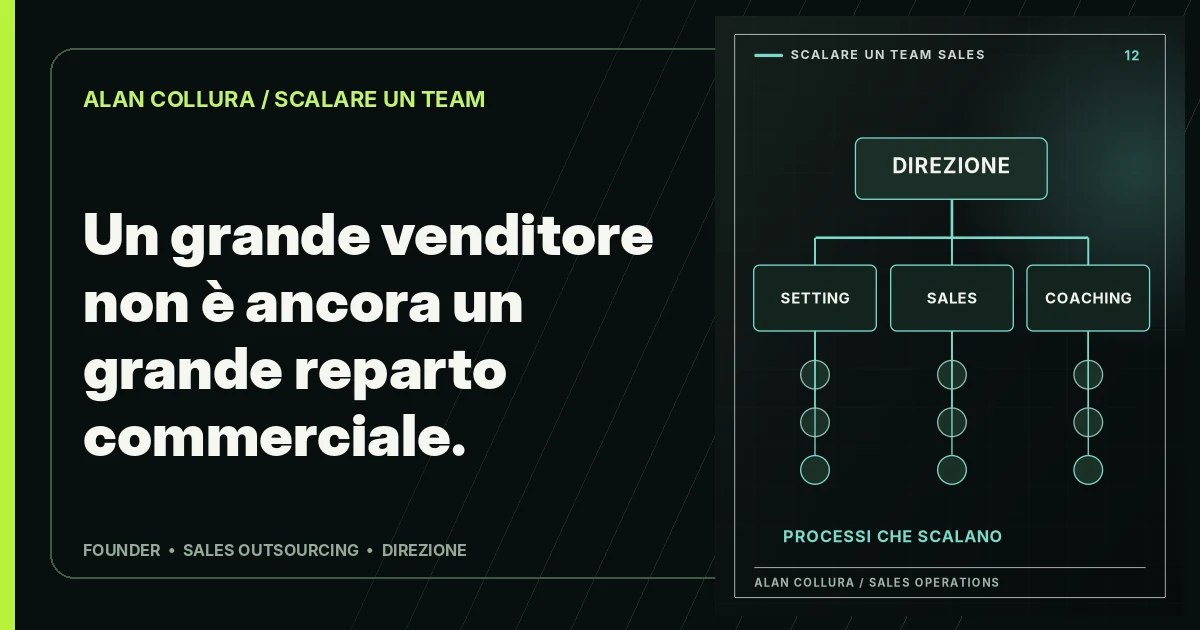 ALAN COLLURA / SCALARE UN TEAM
Un grande venditore
non è ancora un
grande reparto
commerciale.
FOUNDER • SALES OUTSOURCING • DIREZIONE
SCALARE UN TEAM SALES
12
DIREZIONE
SETTING
SALES
COACHING
PROCESSI CHE SCALANO
ALAN COLLURA / SALES OPERATIONS